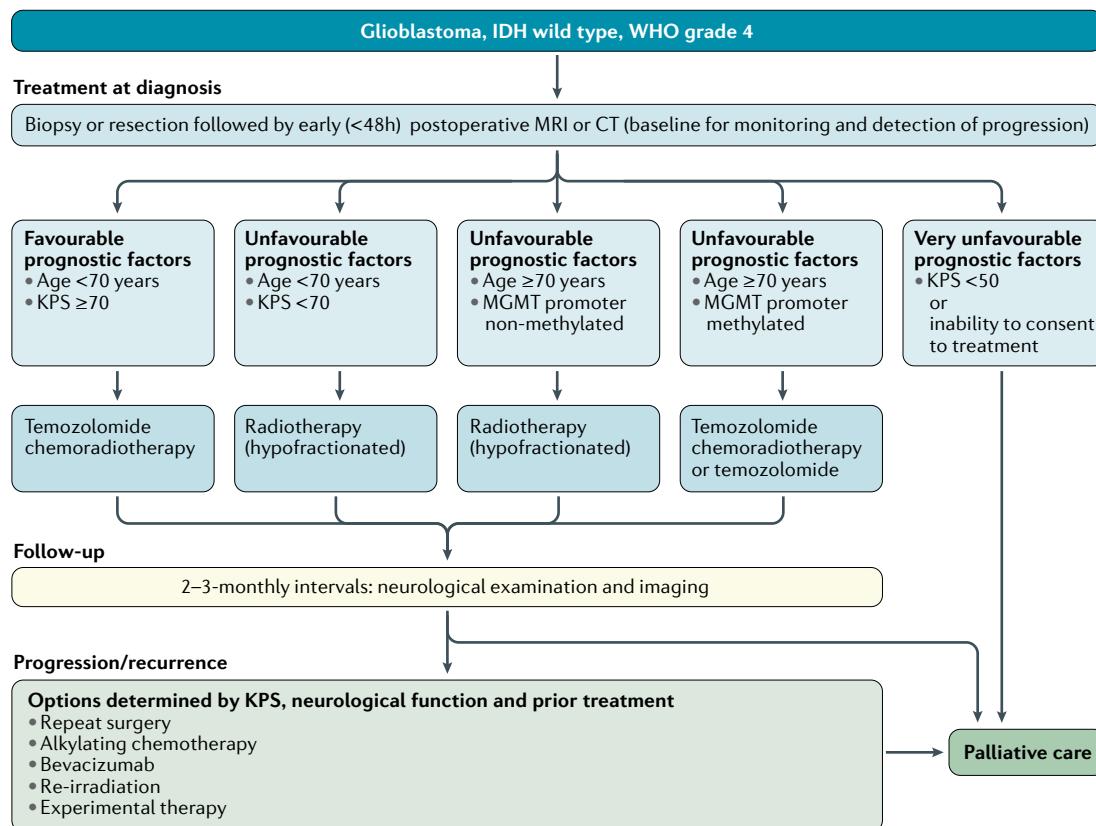 Glioblastoma, IDH wild type, WHO grade 4
Treatment at diagnosis
Biopsy or resection followed by early (<48h) postoperative MRI or CT (baseline for monitoring and detection of progression)
Favourable
prognostic factors
• Age <70 years
• KPS ≥70
Unfavourable
prognostic factors
• Age <70 years
• KPS <70
Unfavourable
prognostic factors
• Age ≥70 years
• MGMT promoter
non-methylated
Unfavourable
prognostic factors
• Age ≥70 years
• MGMT promoter
methylated
Very unfavourable
prognostic factors
• KPS <50
or
inability to consent
to treatment
Temozolomide
chemoradiotherapy
Radiotherapy
(hypofractionated)
Radiotherapy
(hypofractionated)
Temozolomide
chemoradiotherapy
or temozolomide
Follow-up
2–3-monthly intervals: neurological examination and imaging
Progression/recurrence
Options determined by KPS, neurological function and prior treatment
• Repeat surgery
• Alkylating chemotherapy
• Bevacizumab
• Re-irradiation
• Experimental therapy
Palliative care